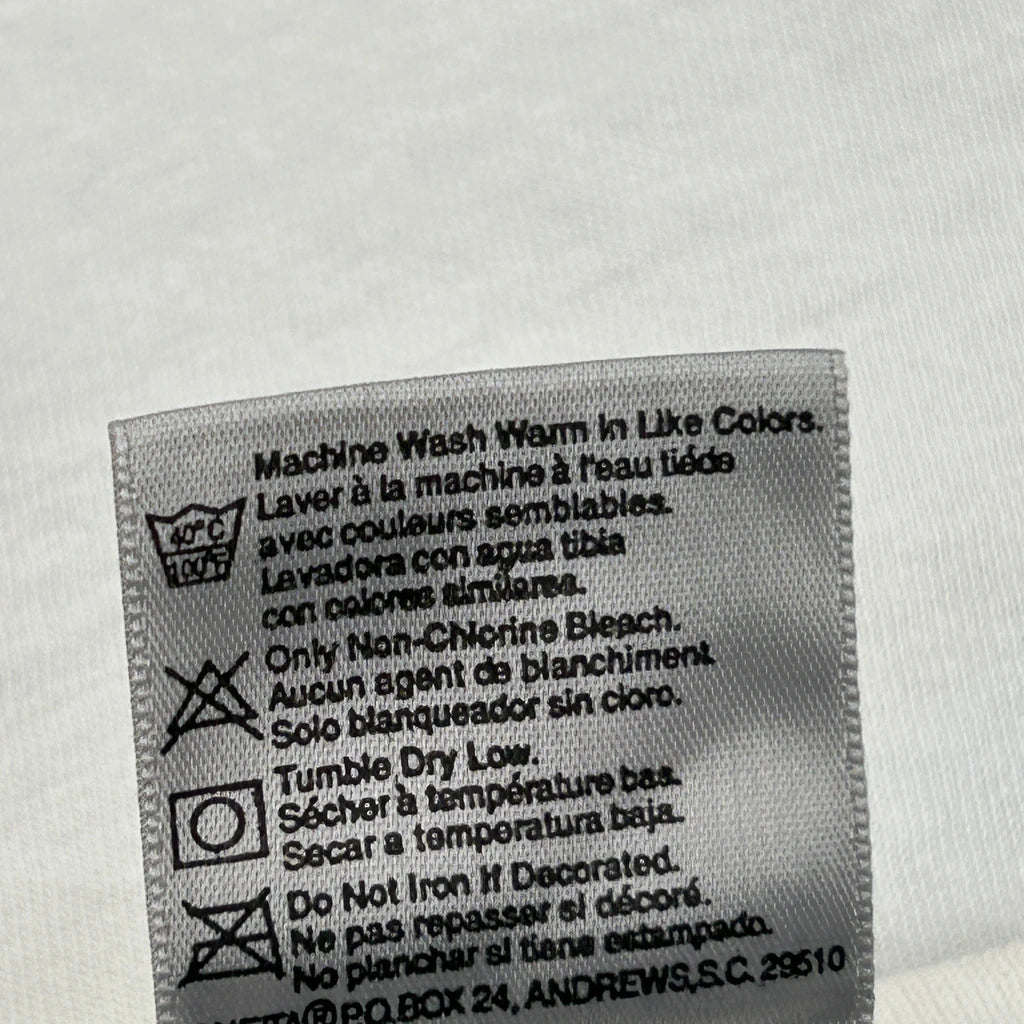 Machine Wash Warm In Like Colors.
Laver à la machine à l'eau tiéde
avec couleurs semblables.
Lavadora con agua tibia
con colores similares.
40°C
100°F
Only Non-Chlorine Bleach.
Aucun agent de blanchiment
Solo blanqueador sin cloro.
Tumble Dry Low.
Sécher à température bas.
Secar a temperatura baja.
Do Not Iron If Decorated.
Ne pas repasser si décoré.
No planchar si tiene estampado.
® P.O. BOX 24, ANDREWS, S.C. 29510